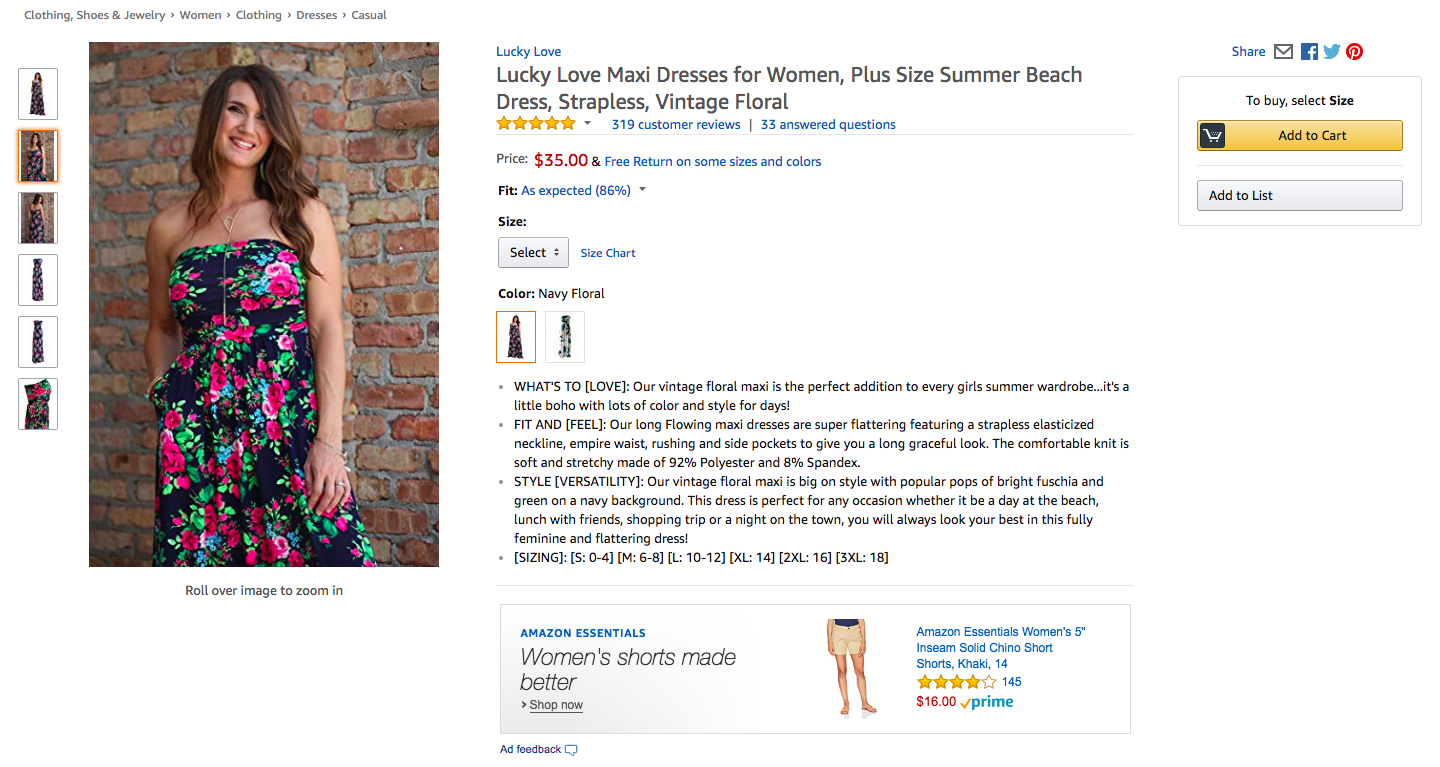 Clothing, Shoes & Jewelry › Women › Clothing › Dresses › Casual
Roll over image to zoom in
Lucky Love
Lucky Love Maxi Dresses for Women, Plus Size Summer Beach
Dress, Strapless, Vintage Floral
319 customer reviews | 33 answered questions
Price: $35.00 & Free Return on some sizes and colors
Fit: As expected (86%)
Size:
Select Size Chart
Color: Navy Floral
• WHAT'S TO [LOVE]: Our vintage floral maxi is the perfect addition to every girls summer wardrobe...it's a
little boho with lots of color and style for days!
• FIT AND [FEEL]: Our long Flowing maxi dresses are super flattering featuring a strapless elasticized
neckline, empire waist, rushing and side pockets to give you a long graceful look. The comfortable knit is
soft and stretchy made of 92% Polyester and 8% Spandex.
• STYLE [VERSATILITY]: Our vintage floral maxi is big on style with popular pops of bright fuschia and
green on a navy background. This dress is perfect for any occasion whether it be a day at the beach,
lunch with friends, shopping trip or a night on the town, you will always look your best in this fully
feminine and flattering dress!
• [SIZING]: [S: 0-4] [M: 6-8] [L: 10-12] [XL: 14] [2XL: 16] [3XL: 18]
AMAZON ESSENTIALS
Women's shorts made
better
› Shop now
Amazon Essentials Women's 5"
Inseam Solid Chino Short
Shorts, Khaki, 14
145
$16.00 prime
Ad feedback
Share
To buy, select Size
Add to Cart
Add to List